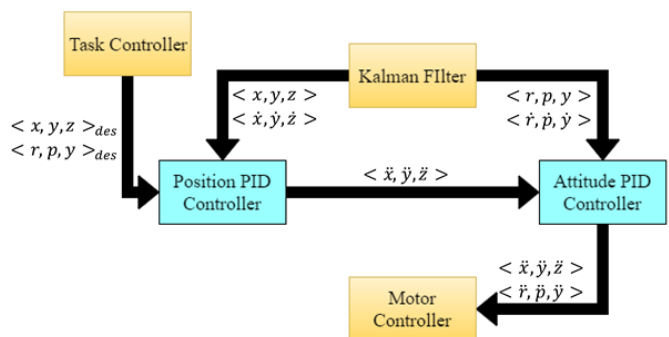 Task Controller
Kalman FIlter
< x, y, z >
< ẋ, ẏ, ż >
< r, p, y >
< ṙ, ṗ, ẏ >
< x, y, z >des
< r, p, y >des
Position PID
Controller
< ẍ, ÿ, z̈ >
Attitude PID
Controller
< ẍ, ÿ, z̈ >
< r̈, p̈, ÿ >
Motor
Controller